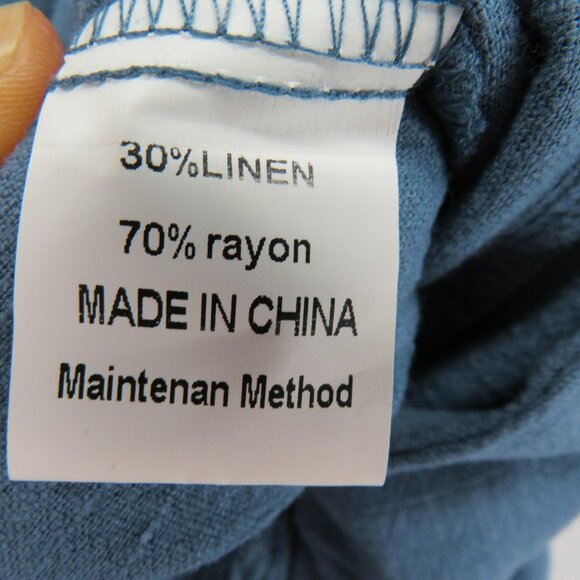 30%LINEN
70% rayon
MADE IN CHINA
Maintenan Method